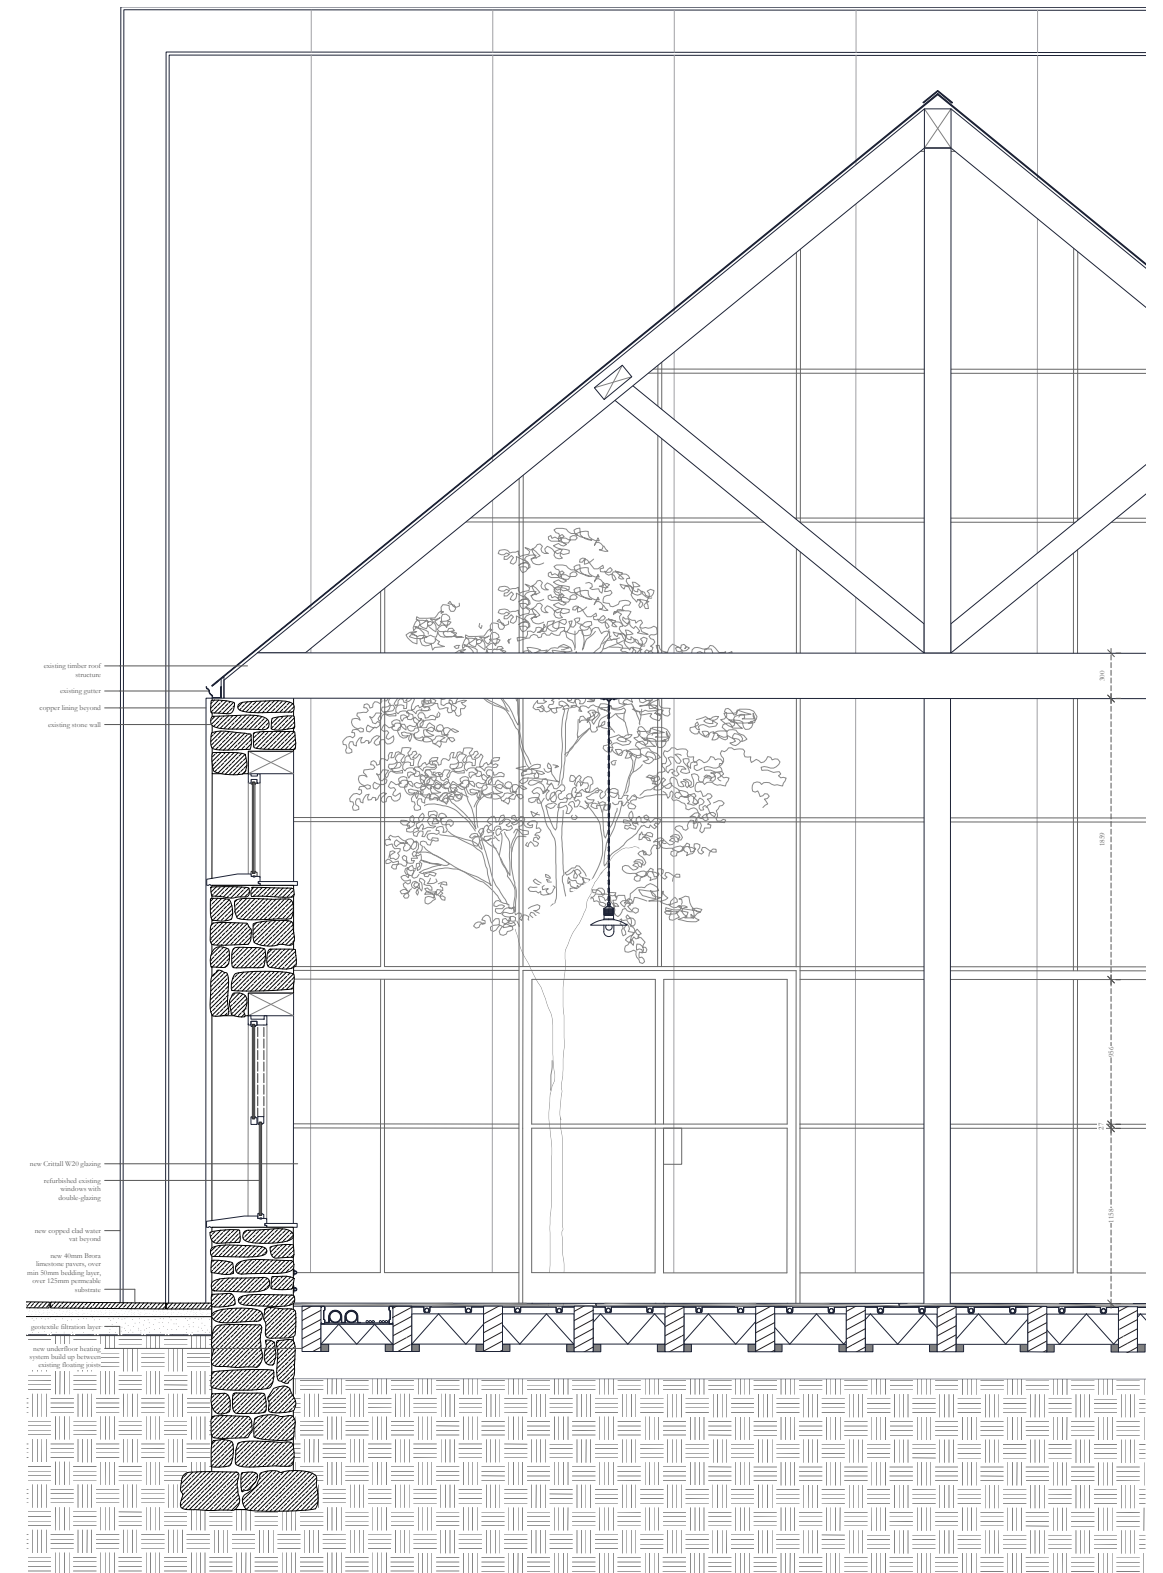 existing timber roof
structure
existing gutter
copper lining beyond
existing stone wall
300
1839
956
27
1158
new Crittall W20 glazing
refurbished existing
windows with
double-glazing
new copped clad water
vat beyond
new 40mm Brora
limestone pavers, over
min 50mm bedding layer,
over 125mm permeable
substrate
geotextile filtration layer
new underfloor heating
system build up between
existing floating joists